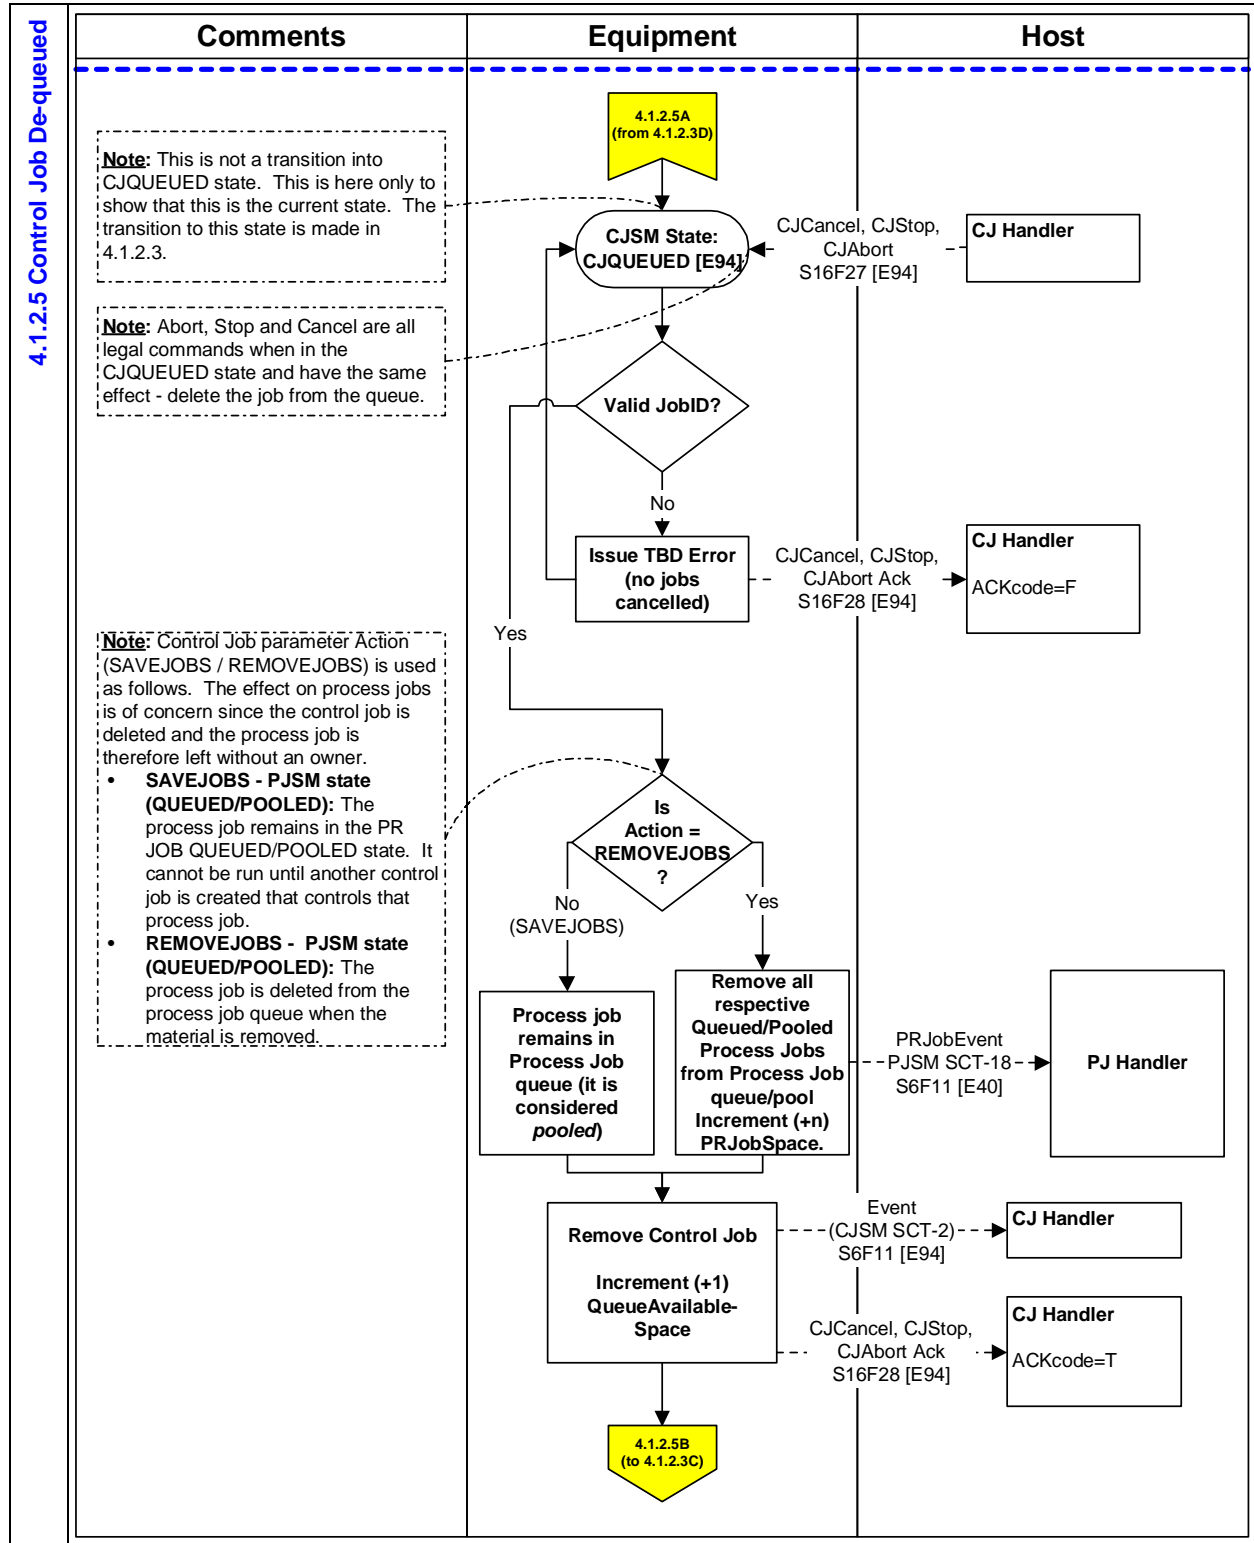 4.1.2.5 Control Job De-queued
Comments
Equipment
Host
4.1.2.5A
(from 4.1.2.3D)
Note: This is not a transition into
CJQUEUED state.  This is here only to
show that this is the current state.  The
transition to this state is made in
4.1.2.3.
CJSM State:
CJQUEUED [E94]
CJCancel, CJStop,
CJAbort
S16F27 [E94]
CJ Handler
Note: Abort, Stop and Cancel are all
legal commands when in the
CJQUEUED state and have the same
effect - delete the job from the queue.
Valid JobID?
No
Yes
Issue TBD Error
(no jobs
cancelled)
CJCancel, CJStop,
CJAbort Ack
S16F28 [E94]
CJ Handler
ACKcode=F
Note: Control Job parameter Action
(SAVEJOBS / REMOVEJOBS) is used
as follows.  The effect on process jobs
is of concern since the control job is
deleted and the process job is
therefore left without an owner.
• SAVEJOBS - PJSM state
(QUEUED/POOLED): The
process job remains in the PR
JOB QUEUED/POOLED state.  It
cannot be run until another control
job is created that controls that
process job.
• REMOVEJOBS -  PJSM state
(QUEUED/POOLED): The
process job is deleted from the
process job queue when the
material is removed.
Is
Action =
REMOVEJOBS
?
No
(SAVEJOBS)
Yes
Process job
remains in
Process Job
queue (it is
considered
pooled)
Remove all
respective
Queued/Pooled
Process Jobs
from Process Job
queue/pool
Increment (+n)
PRJobSpace.
PRJobEvent
PJSM SCT-18
S6F11 [E40]
PJ Handler
Remove Control Job
Increment (+1)
QueueAvailable-
Space
Event
(CJSM SCT-2)
S6F11 [E94]
CJ Handler
CJCancel, CJStop,
CJAbort Ack
S16F28 [E94]
CJ Handler
ACKcode=T
4.1.2.5B
(to 4.1.2.3C)